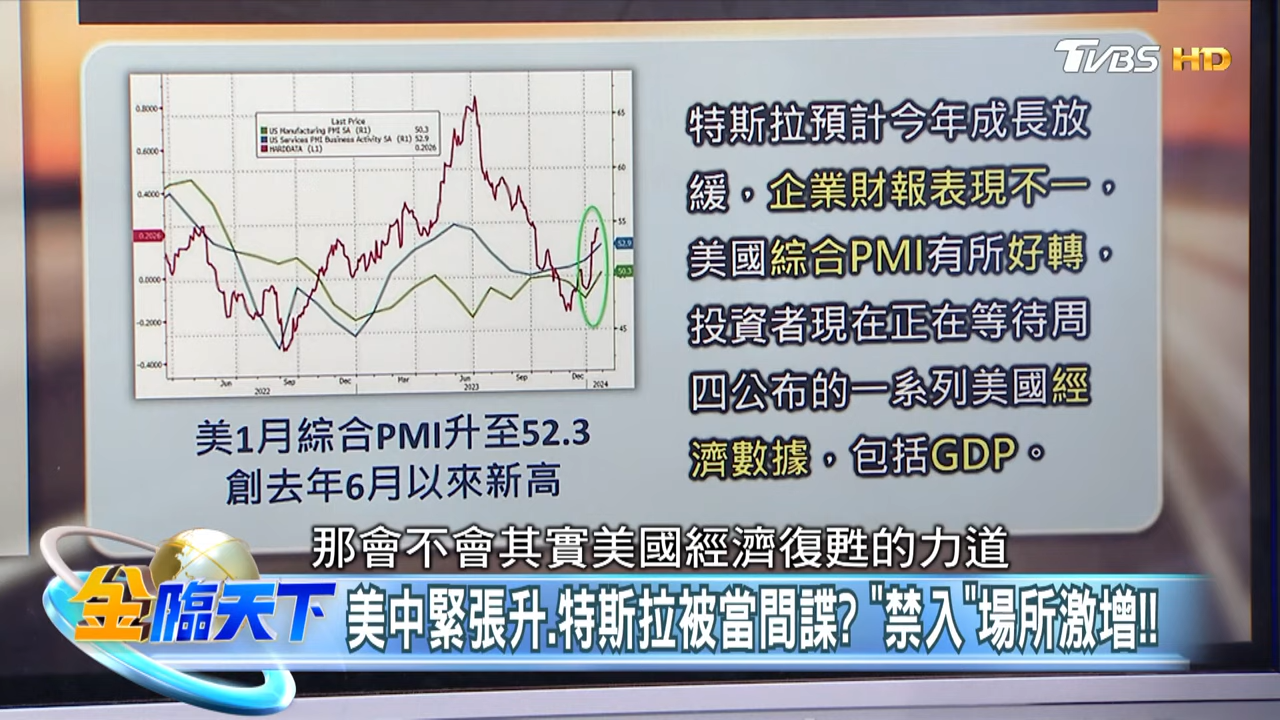 TVBS HD
Last Price
US Manufacturing PMI SA (R1) 50.3
US Services PMI Business Activity SA (R1) 52.9
HARDDATA (L1) 0.2026
0.8000
0.6000
0.4000
0.2026
0.0000
-0.2000
-0.4000
65
60
55
52.9
50.3
45
Jun Sep Dec Mar Jun Sep Dec
2022 2023 2024
美1月綜合PMI升至52.3
創去年6月以來新高
特斯拉預計今年成長放
緩，企業財報表現不一，
美國綜合PMI有所好轉，
投資者現在正在等待周
四公布的一系列美國經
濟數據，包括GDP。
那會不會其實美國經濟復甦的力道
金臨天下
美中緊張升.特斯拉被當間諜? "禁入"場所激增!!